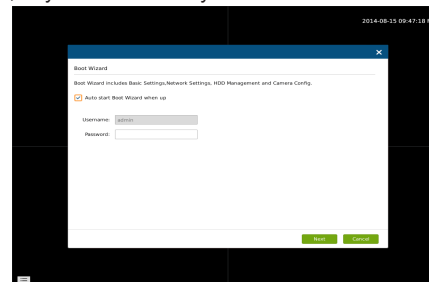 2014-08-15 09:47:18
Boot Wizard
Boot Wizard includes Basic Settings,Network Settings, HDD Management and Camera Config.
Auto start Boot Wizard when up
Username: admin
Password:
Next Cancel